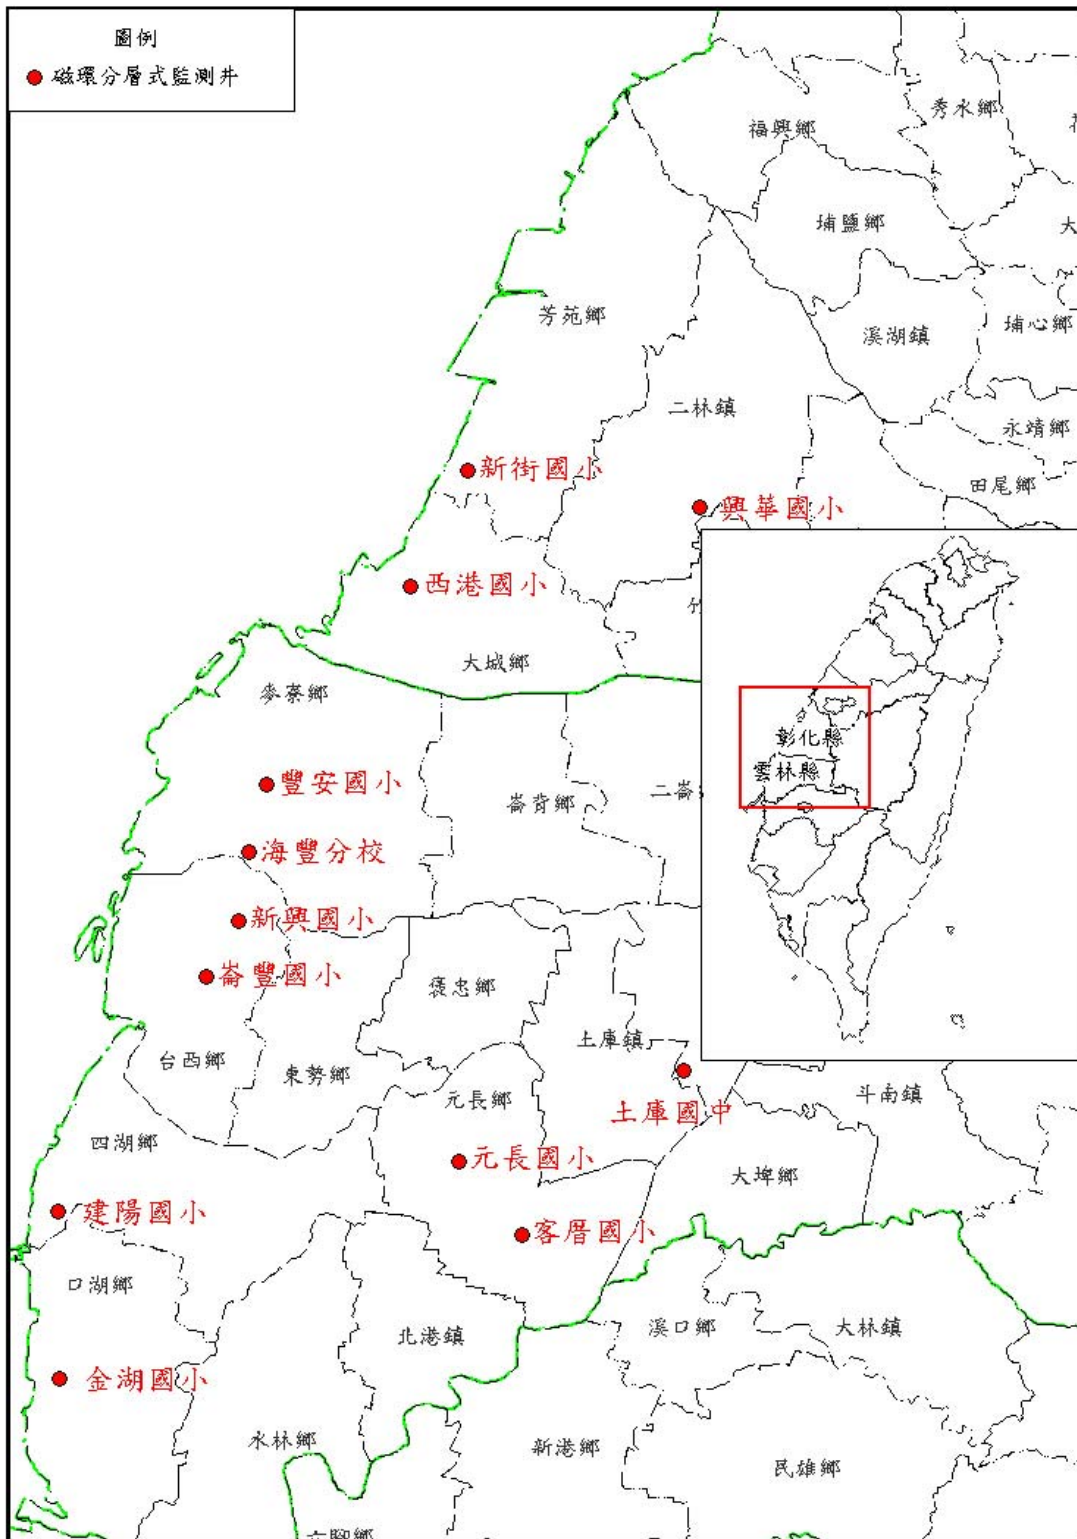 圖例
磁環分層式監測井
秀水鄉
福興鄉
埔鹽鄉
大
芳苑鄉
溪湖鎮
埔心鄉
二林鎮
永靖鄉
新街國小
田尾鄉
興華國小
西港國小
竹
大城鄉
麥寮鄉
彰化縣
雲林縣
豐安國小
崙背鄉
二崙
海豐分校
新興國小
崙豐國小
褒忠鄉
土庫鎮
台西鄉
東勢鄉
元長鄉
斗南鎮
土庫國中
四湖鄉
元長國小
大埤鄉
建陽國小
客厝國小
口湖鄉
北港鎮
溪口鄉
大林鎮
金湖國小
水林鄉
新港鄉
民雄鄉
六腳鄉